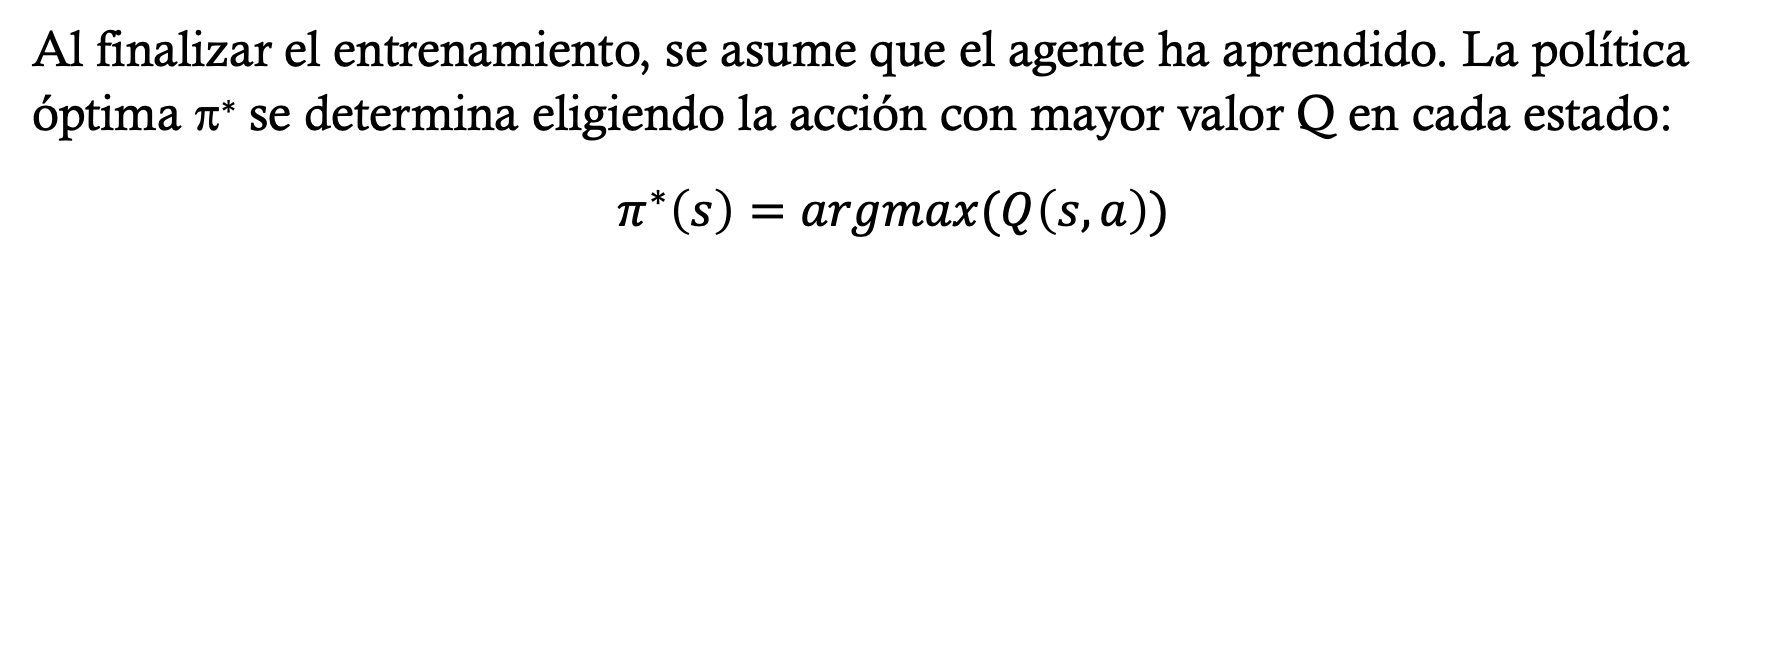 Al finalizar el entrenamiento, se asume que el agente ha aprendido. La política
óptima π* se determina eligiendo la acción con mayor valor Q en cada estado:
π*(s) = argmax(Q(s, a))